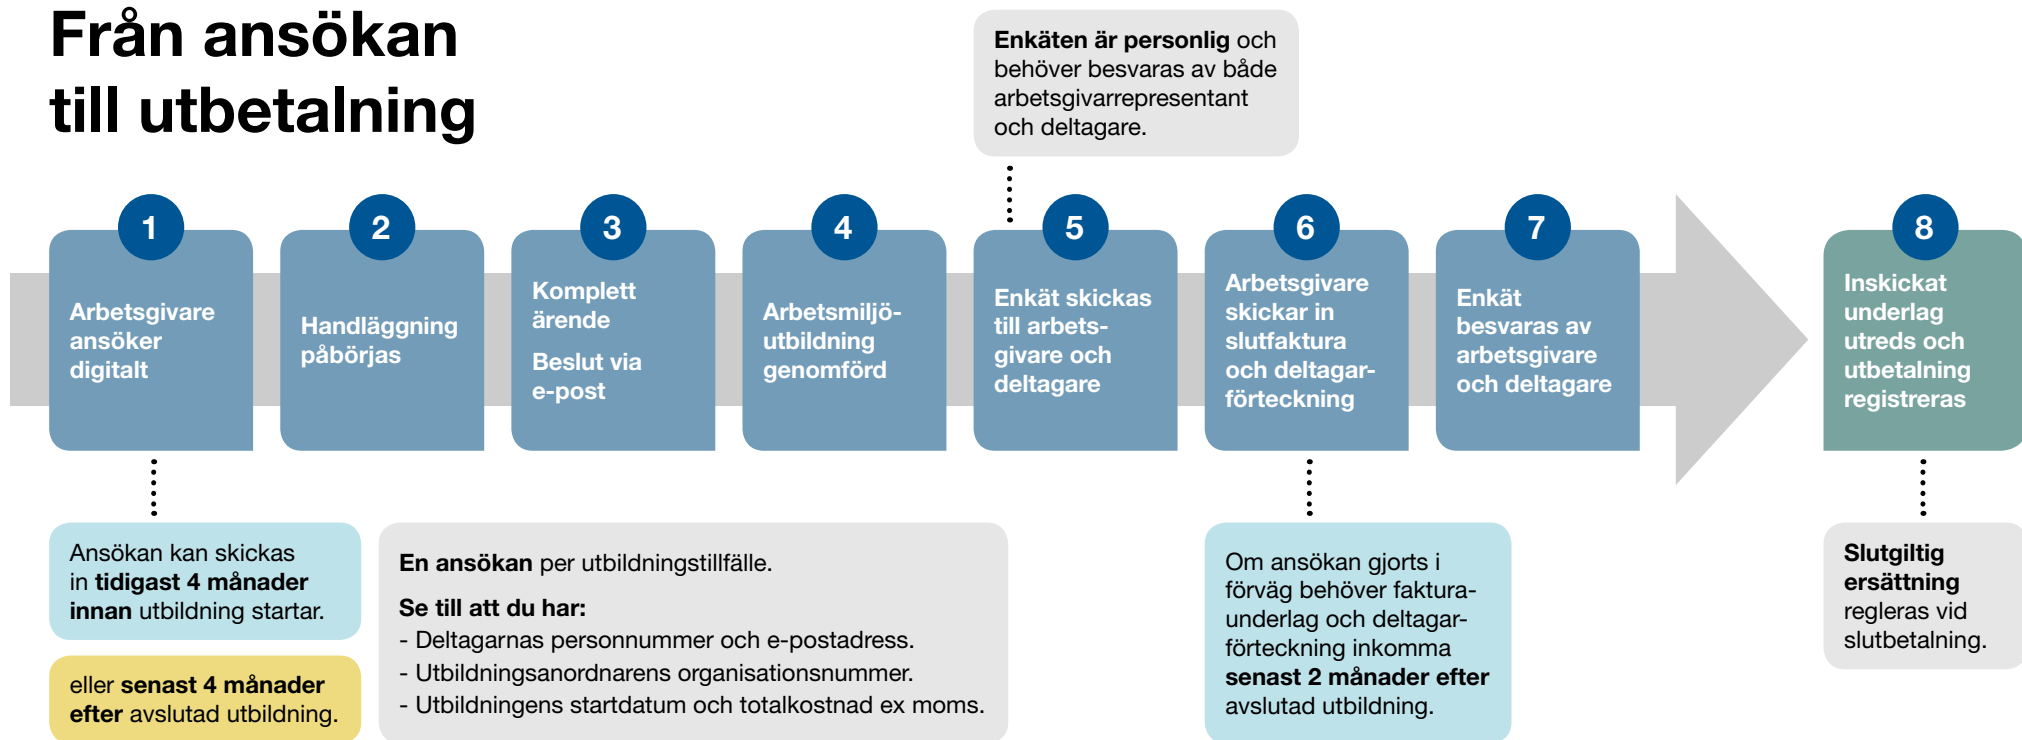 Från ansökan
till utbetalning
Enkäten är personlig och
behöver besvaras av både
arbetsgivarrepresentant
och deltagare.
1
Arbetsgivare
ansöker
digitalt
2
Handläggning
påbörjas
3
Komplett
ärende
Beslut via
e-post
4
Arbetsmiljö-
utbildning
genomförd
5
Enkät skickas
till arbets-
givare och
deltagare
6
Arbetsgivare
skickar in
slutfaktura
och deltagar-
förteckning
7
Enkät
besvaras av
arbetsgivare
och deltagare
8
Inskickat
underlag
utreds och
utbetalning
registreras
Ansökan kan skickas
in tidigast 4 månader
innan utbildning startar.
eller senast 4 månader
efter avslutad utbildning.
En ansökan per utbildningstillfälle.
Se till att du har:
- Deltagarnas personnummer och e-postadress.
- Utbildningsanordnarens organisationsnummer.
- Utbildningens startdatum och totalkostnad ex moms.
Om ansökan gjorts i
förväg behöver faktura-
underlag och deltagar-
förteckning inkomma
senast 2 månader efter
avslutad utbildning.
Slutgiltig
ersättning
regleras vid
slutbetalning.